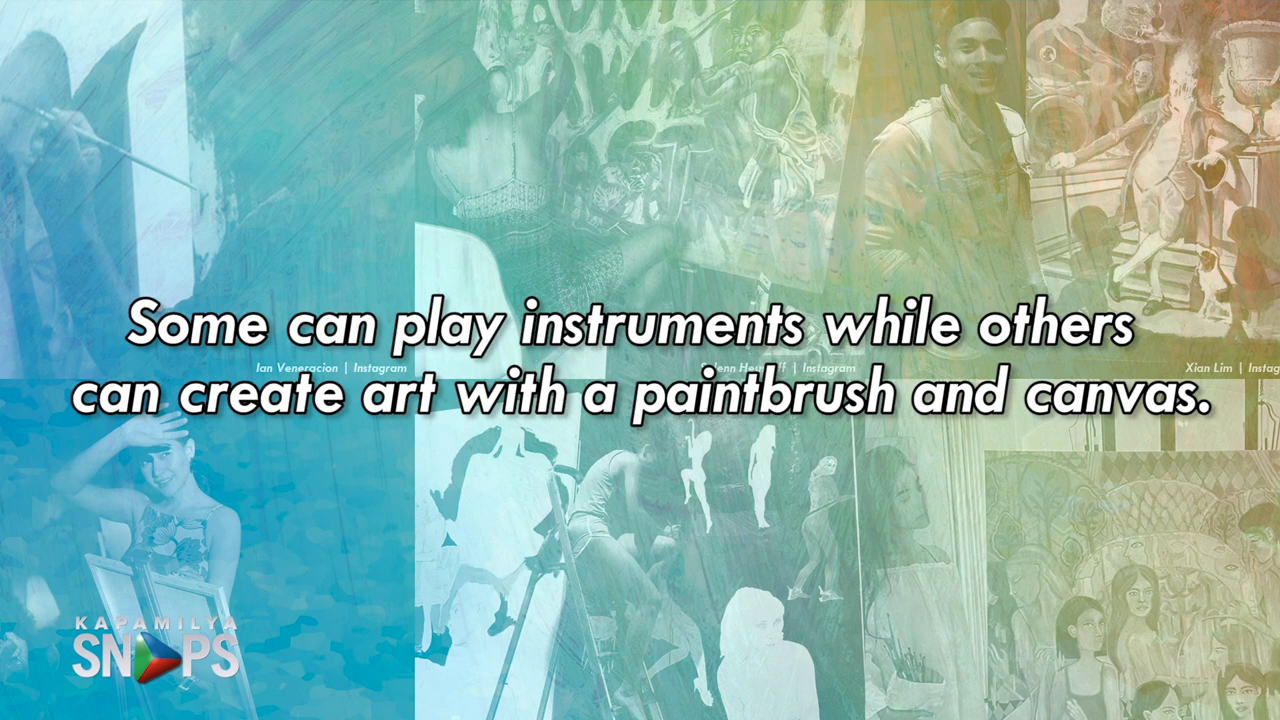 Some can play instruments while others
Ian Veneracion | Instagram
| Instagram
Xian Lim | Instag
can create art with a paintbrush and canvas.
KAPAMILYA
SNAPS